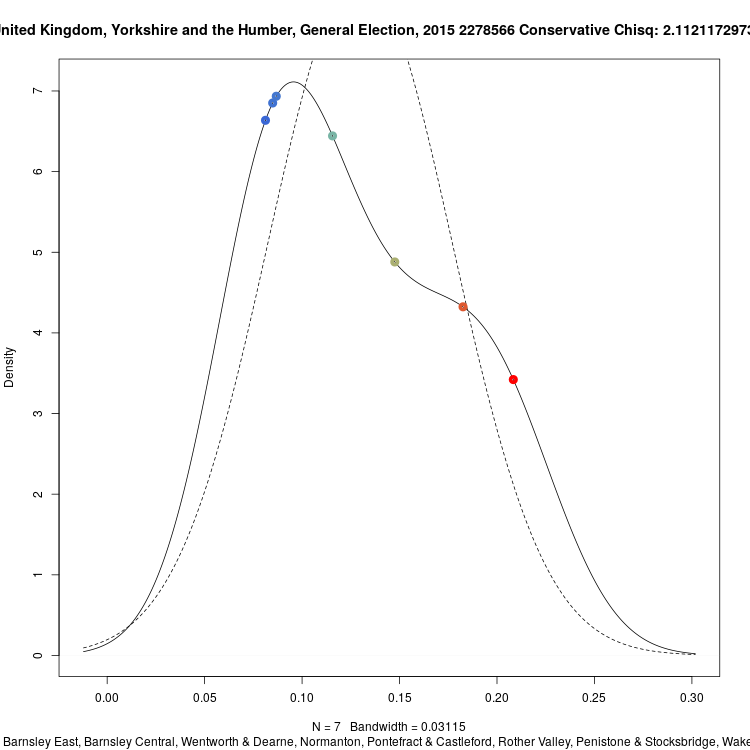 United Kingdom, Yorkshire and the Humber, General Election, 2015 2278566 Conservative Chisq: 2.1121172973
Density
7
6
5
4
3
2
1
0
0.00 0.05 0.10 0.15 0.20 0.25 0.30
N = 7 Bandwidth = 0.03115
Barnsley East, Barnsley Central, Wentworth & Dearne, Normanton, Pontefract & Castleford, Rother Valley, Penistone & Stocksbridge, Wake